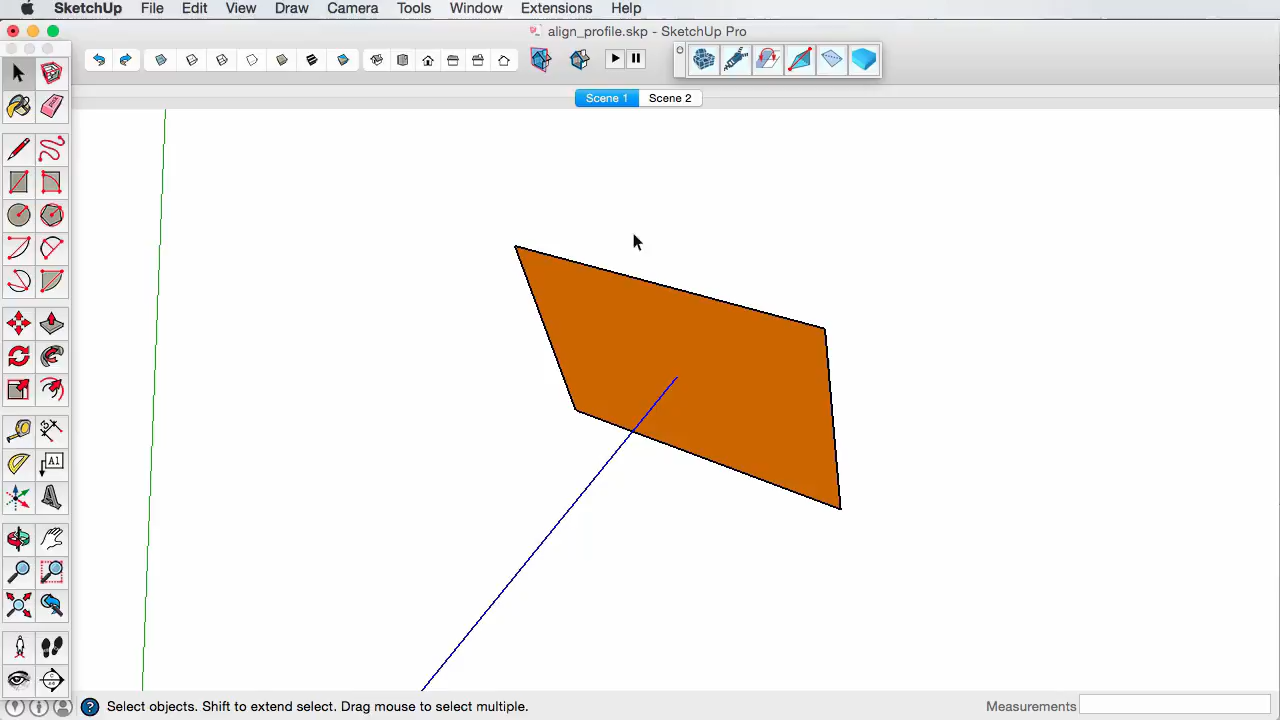 SketchUp File Edit View Draw Camera Tools Window Extensions Help
align_profile.skp - SketchUp Pro
Scene 1 Scene 2
A1
? Select objects. Shift to extend select. Drag mouse to select multiple. Measurements